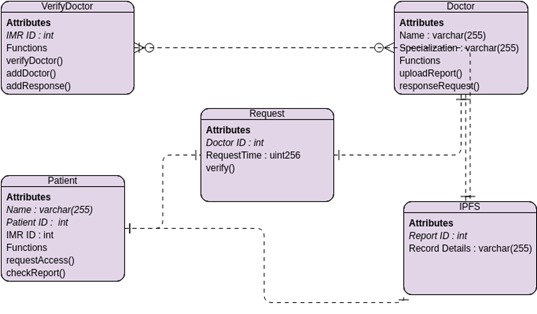 VerifyDoctor
Attributes
IMR ID : int
Functions
verifyDoctor()
addDoctor()
addResponse()
Doctor
Attributes
Name : varchar(255)
Specialization : varchar(255)
Functions
uploadReport()
responseRequest()
Request
Attributes
Doctor ID : int
RequestTime : uint256
verify()
Patient
Attributes
Name : varchar(255)
Patient ID :  int
IMR ID : int
Functions
requestAccess()
checkReport()
IPFS
Attributes
Report ID : int
Record Details : varchar(255)